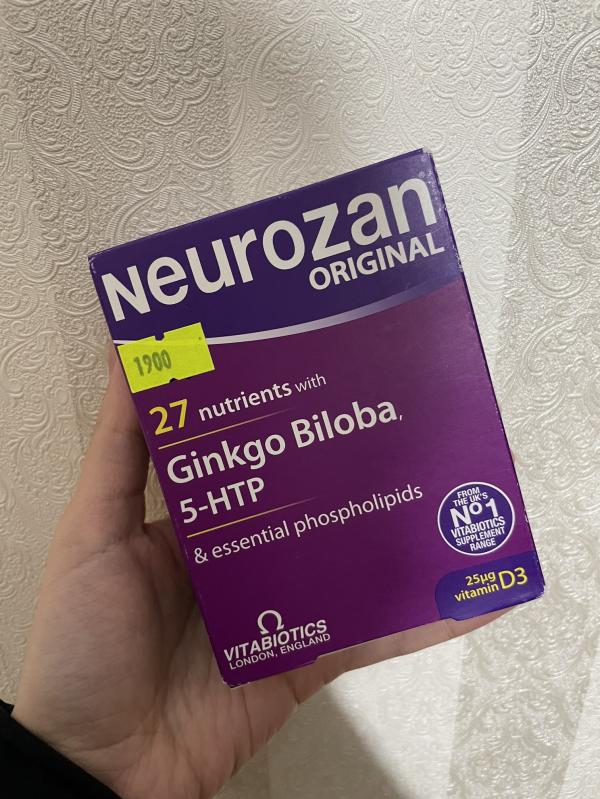 Neurozan®
ORIGINAL
1900
27 nutrients with
Ginkgo Biloba,
5-HTP
& essential phospholipids
FROM
THE UK'S
Nº1
VITABIOTICS
SUPPLEMENT
RANGE
25µg
vitamin D3
VITABIOTICS
LONDON, ENGLAND